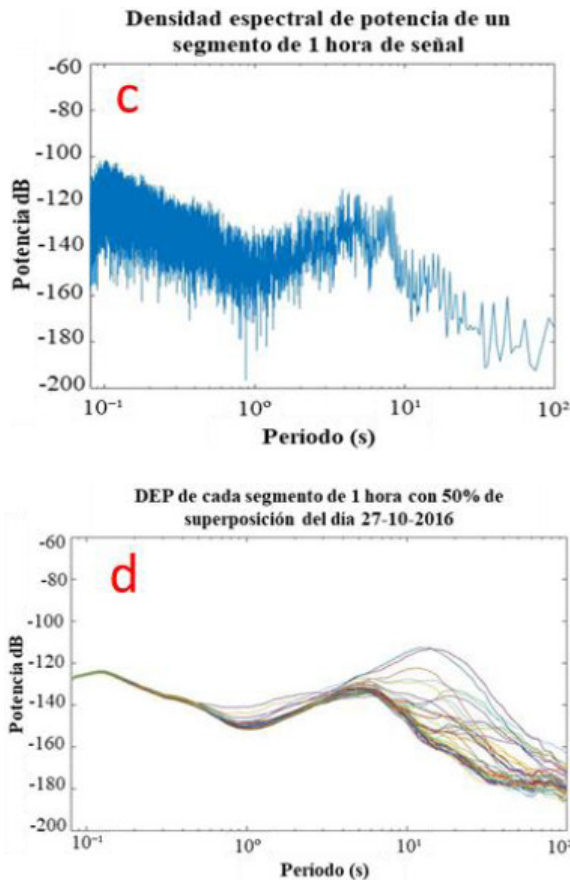 Densidad espectral de potencia de un
segmento de 1 hora de señal
c
Potencia dB
-60
-80
-100
-120
-140
-160
-180
-200
10⁻¹
10⁰
10¹
10²
Periodo (s)
DEP de cada segmento de 1 hora con 50% de
superposición del día 27-10-2016
d
Potencia dB
-60
-80
-100
-120
-140
-160
-180
-200
10⁻¹
10⁰
10¹
10²
Período (s)